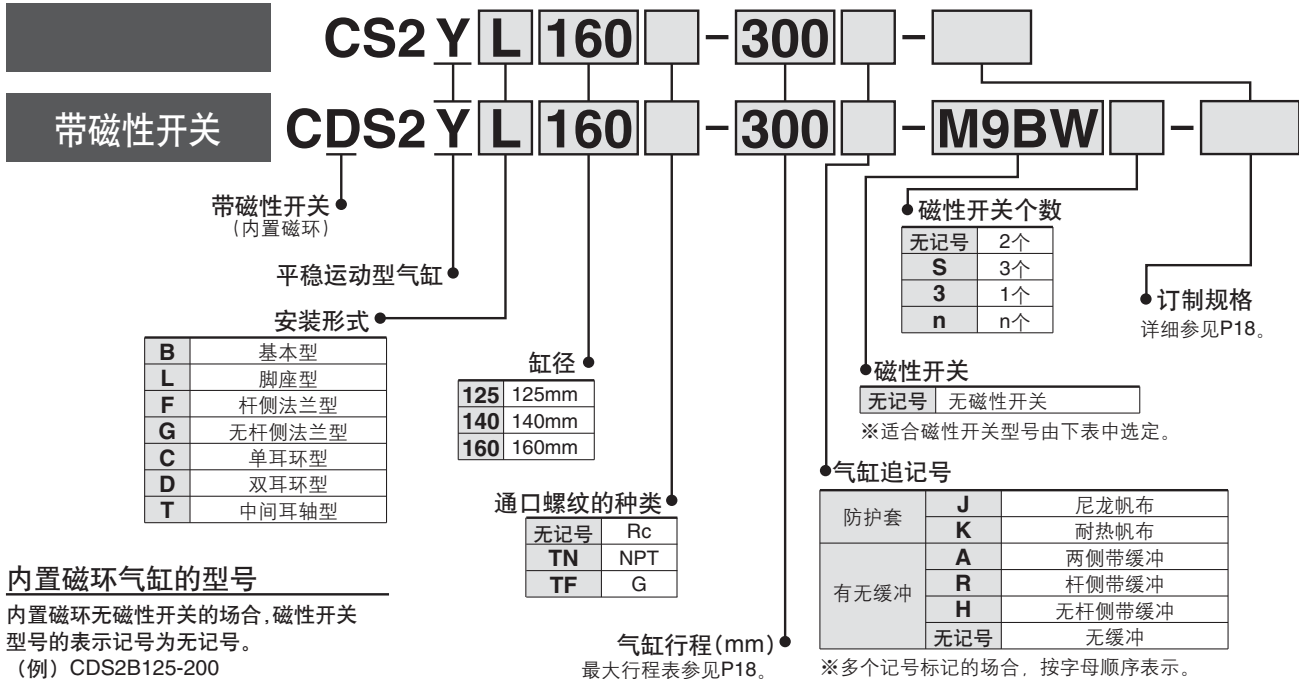 CS2 Y L 160 - 300 -
带磁性开关 CDS2 Y L 160 - 300 - M9BW -
带磁性开关
(内置磁环)
平稳运动型气缸
安装形式
B 基本型
L 脚座型
F 杆侧法兰型
G 无杆侧法兰型
C 单耳环型
D 双耳环型
T 中间耳轴型
缸径
125 125mm
140 140mm
160 160mm
通口螺纹的种类
无记号 Rc
TN NPT
TF G
气缸行程(mm)
最大行程表参见P18。
磁性开关个数
无记号 2个
S 3个
3 1个
n n个
订制规格
详细参见P18。
磁性开关
无记号 无磁性开关
※适合磁性开关型号由下表中选定。
气缸追记号
防护套 J 尼龙帆布
K 耐热帆布
有无缓冲 A 两侧带缓冲
R 杆侧带缓冲
H 无杆侧带缓冲
无记号 无缓冲
※多个记号标记的场合，按字母顺序表示。
内置磁环气缸的型号
内置磁环无磁性开关的场合,磁性开关
型号的表示记号为无记号。
（例）CDS2B125-200